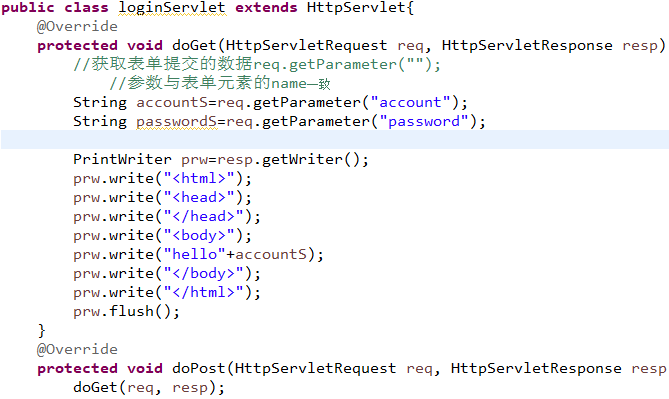 public class loginServlet extends HttpServlet{
@Override
protected void doGet(HttpServletRequest req, HttpServletResponse resp)
//获取表单提交的数据req.getParameter("");
//参数与表单元素的name一致
String accountS=req.getParameter("account");
String passwordS=req.getParameter("password");
PrintWriter prw=resp.getWriter();
prw.write("<html>");
prw.write("<head>");
prw.write("</head>");
prw.write("<body>");
prw.write("hello"+accountS);
prw.write("</body>");
prw.write("</html>");
prw.flush();
}
@Override
protected void doPost(HttpServletRequest req, HttpServletResponse resp
doGet(req, resp);